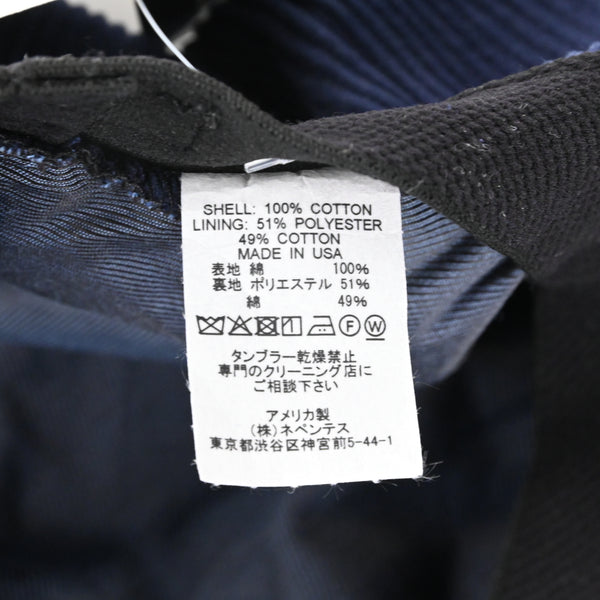 SHELL: 100% COTTON
LINING: 51% POLYESTER
49% COTTON
MADE IN USA
表地 綿 100%
裏地 ポリエステル 51%
綿 49%
F W
タンブラー乾燥禁止
専門のクリーニング店に
ご相談下さい
アメリカ製
(株)ネペンテス
東京都渋谷区神宮前5-44-1